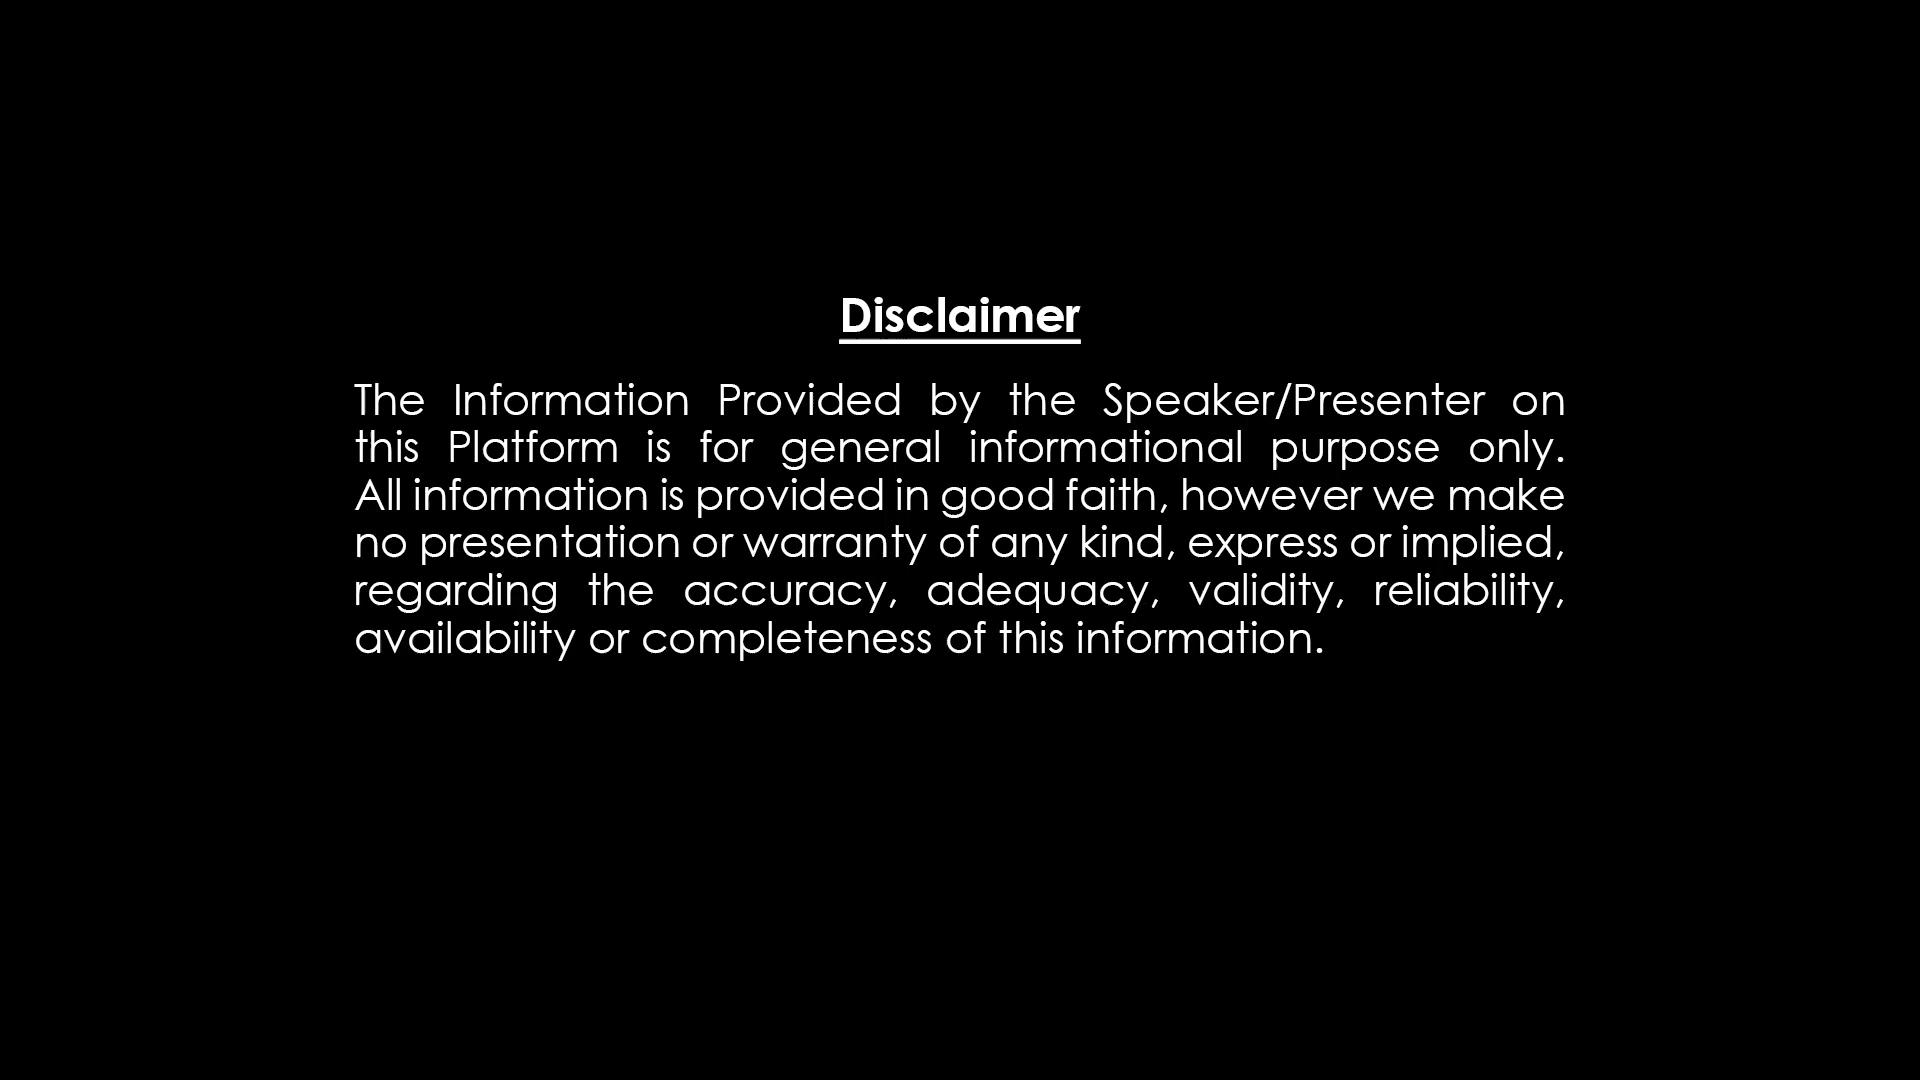 Disclaimer
The Information Provided by the Speaker/Presenter on
this Platform is for general informational purpose only.
All information is provided in good faith, however we make
no presentation or warranty of any kind, express or implied,
regarding the accuracy, adequacy, validity, reliability,
availability or completeness of this information.